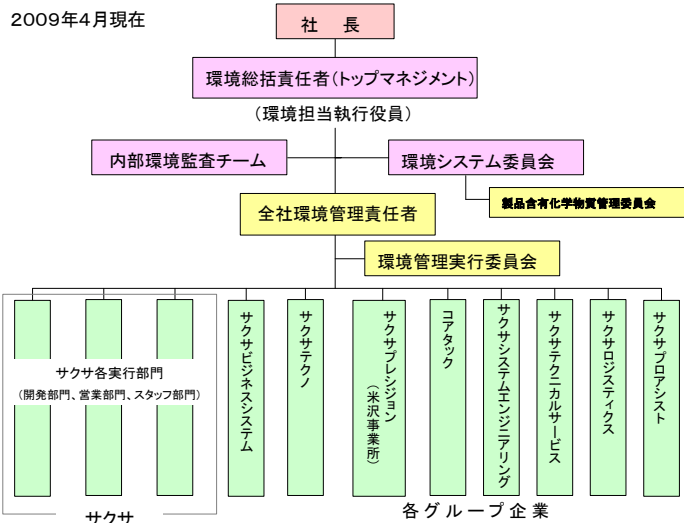 2009年4月現在
社　長
環境総括責任者(トップマネジメント)
(環境担当執行役員)
内部環境監査チーム
環境システム委員会
製品含有化学物質管理委員会
全社環境管理責任者
環境管理実行委員会
サクサ各実行部門
(開発部門、営業部門、スタッフ部門)
サクサ
サクサビジネスシステム
サクサテクノ
サクサプレシジョン
(米沢事業所)
コアタック
サクサシステムエンジニアリング
サクサテクニカルサービス
サクサロジスティクス
サクサプロアシスト
各グループ企業